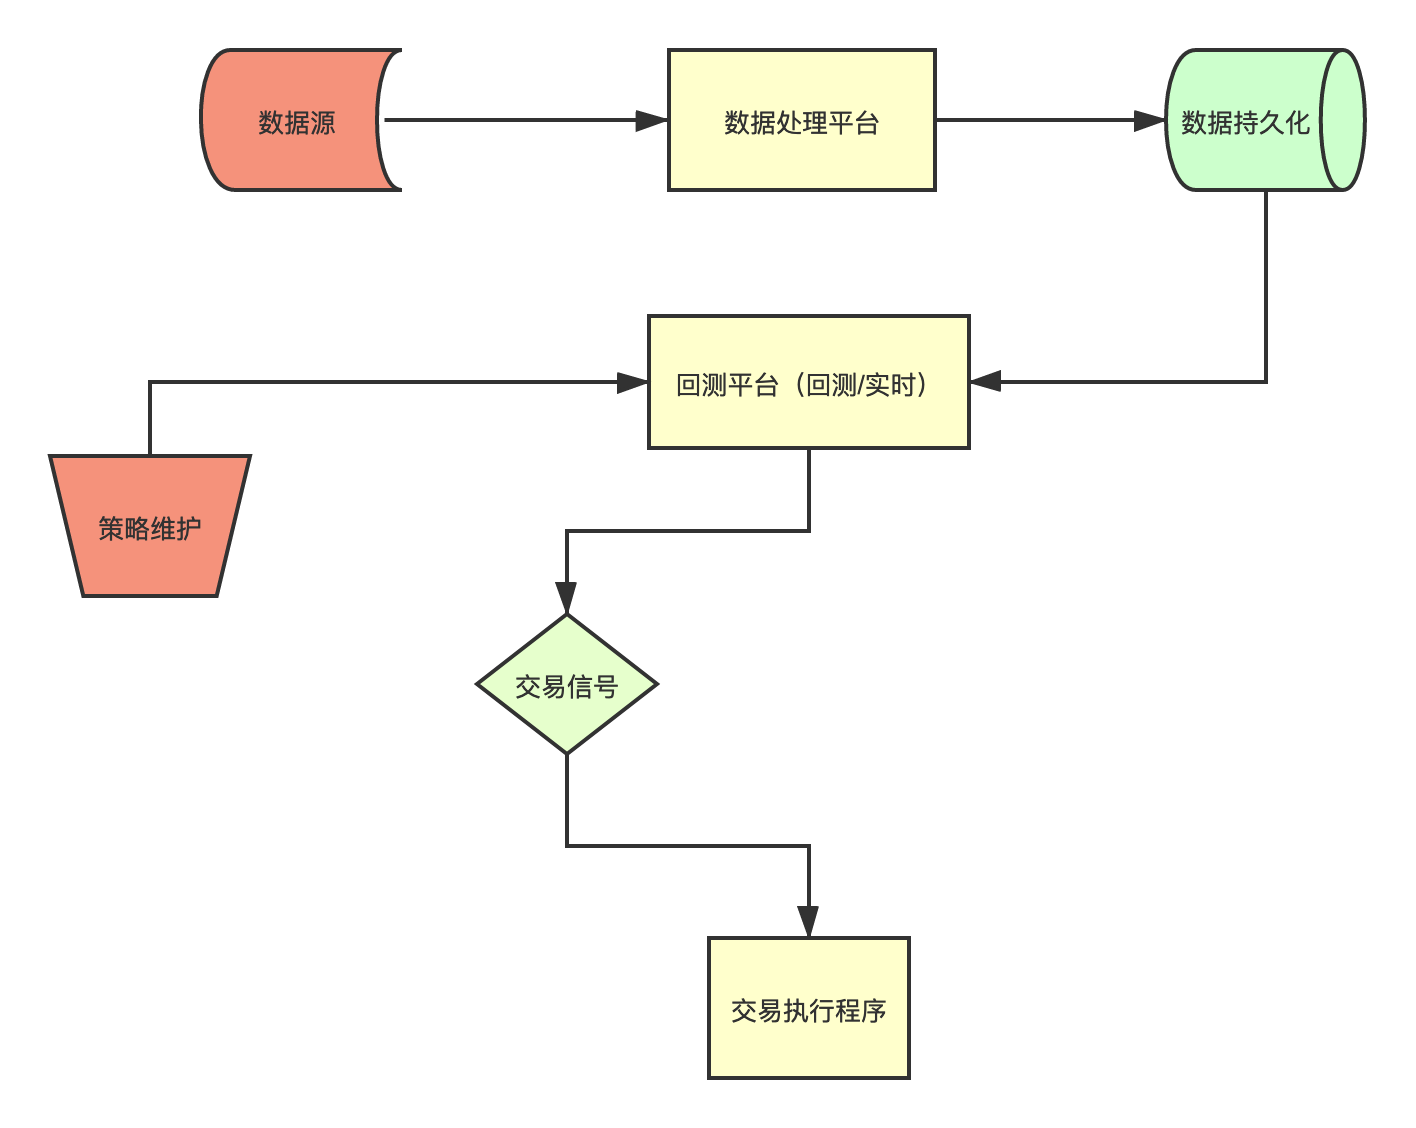 数据源
数据处理平台
数据持久化
回测平台（回测/实时）
策略维护
交易信号
交易执行程序